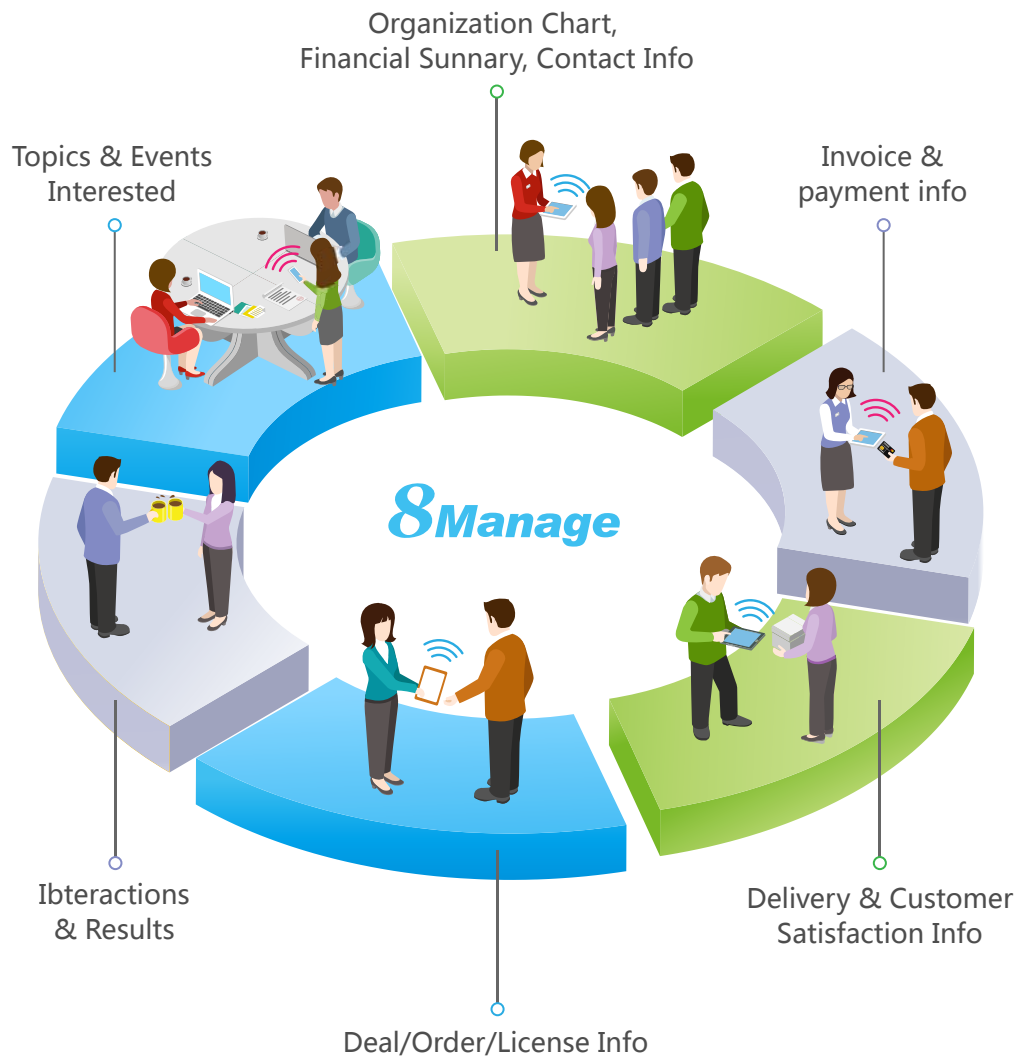 Organization Chart,
Financial Sunnary, Contact Info
Topics & Events
Interested
Invoice &
payment info
8Manage
Ibteractions
& Results
Delivery & Customer
Satisfaction Info
Deal/Order/License Info